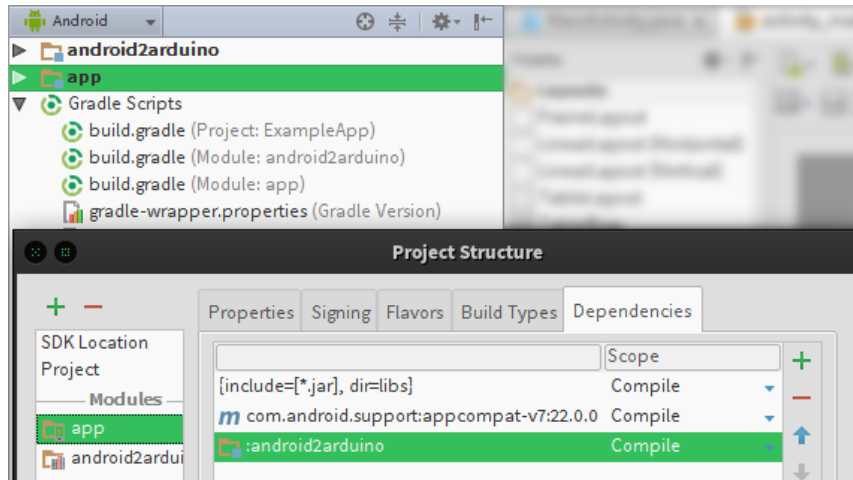 Android
android2arduino
app
Gradle Scripts
build.gradle (Project: ExampleApp)
build.gradle (Module: android2arduino)
build.gradle (Module: app)
gradle-wrapper.properties (Gradle Version)
Project Structure
Properties Signing Flavors Build Types Dependencies
SDK Location
Project
Modules
app
android2ardui
Scope
{include=[*.jar], dir=libs} Compile
m com.android.support:appcompat-v7:22.0.0 Compile
:android2arduino Compile